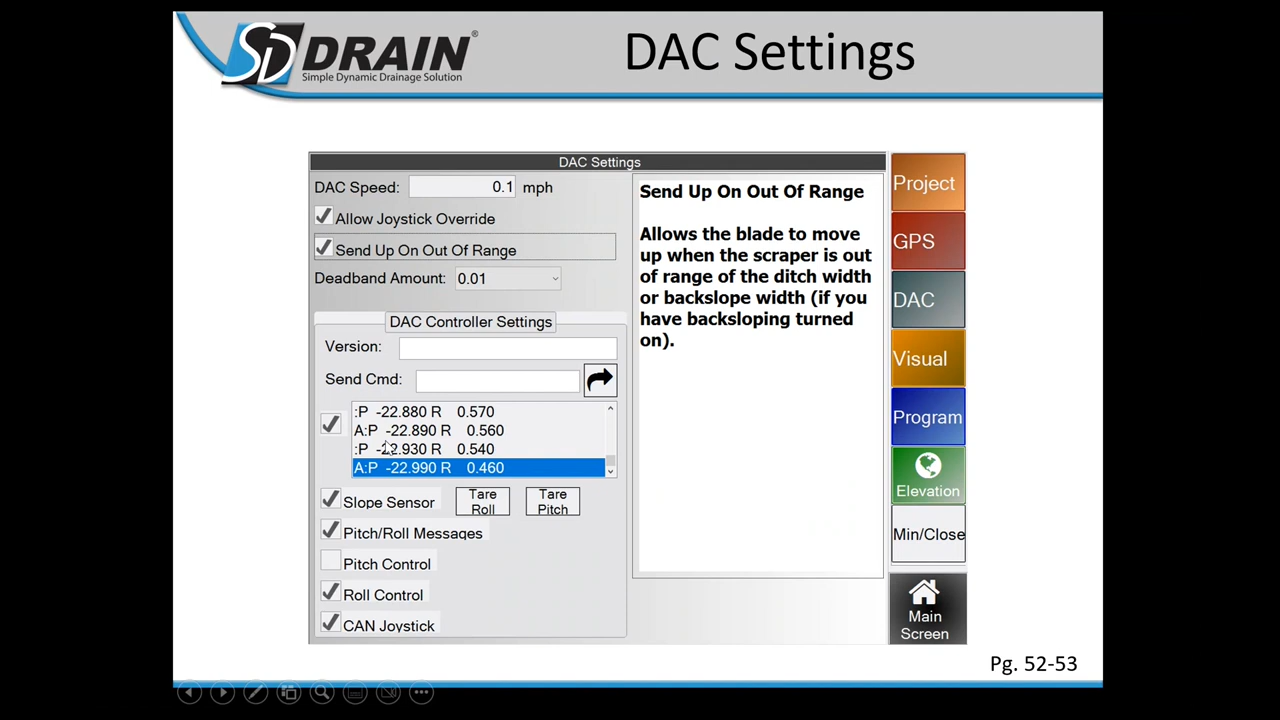 SD DRAIN®
Simple Dynamic Drainage Solution
DAC Settings
DAC Settings
DAC Speed: 0.1 mph
Allow Joystick Override
Send Up On Out Of Range
Deadband Amount: 0.01
DAC Controller Settings
Version:
Send Cmd:
:P -22.880 R 0.570
A:P -22.890 R 0.560
:P -22.930 R 0.540
A:P -22.990 R 0.460
Slope Sensor
Tare Roll
Tare Pitch
Pitch/Roll Messages
Pitch Control
Roll Control
CAN Joystick
Send Up On Out Of Range
Allows the blade to move
up when the scraper is out
of range of the ditch width
or backslope width (if you
have backsloping turned
on).
Project
GPS
DAC
Visual
Program
Elevation
Min/Close
Main
Screen
Pg. 52-53